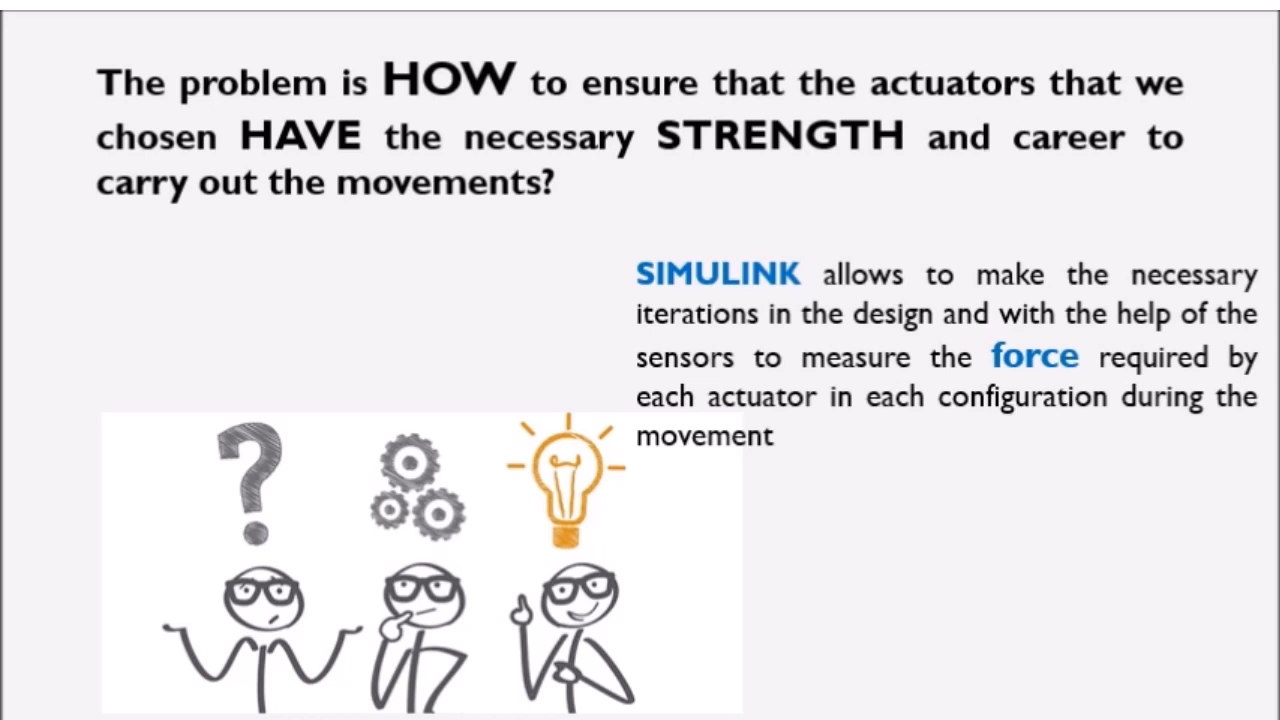 The problem is HOW to ensure that the actuators that we
chosen HAVE the necessary STRENGTH and career to
carry out the movements?
SIMULINK allows to make the necessary
iterations in the design and with the help of the
sensors to measure the force required by
each actuator in each configuration during the
movement